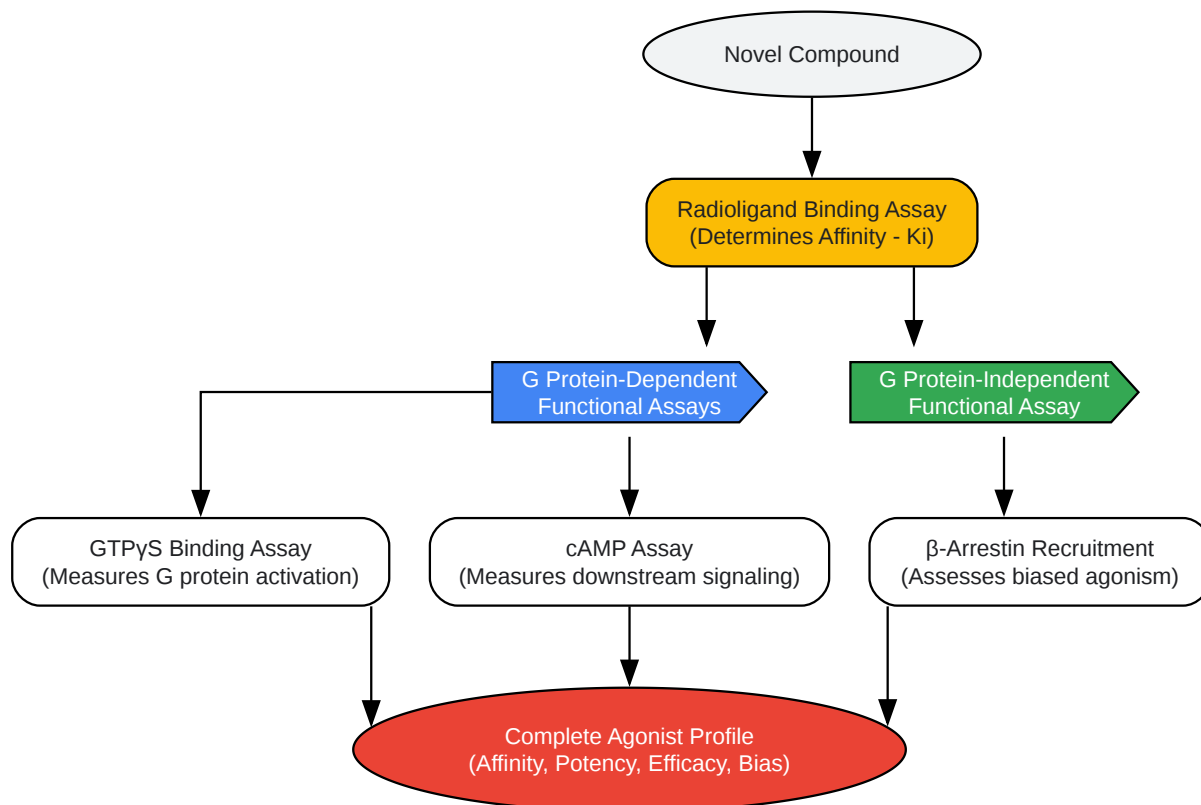 Novel Compound
Radioligand Binding Assay
(Determines Affinity - Ki)
G Protein-Dependent
Functional Assays
G Protein-Independent
Functional Assay
GTPγS Binding Assay
(Measures G protein activation)
cAMP Assay
(Measures downstream signaling)
β-Arrestin Recruitment
(Assesses biased agonism)
Complete Agonist Profile
(Affinity, Potency, Efficacy, Bias)